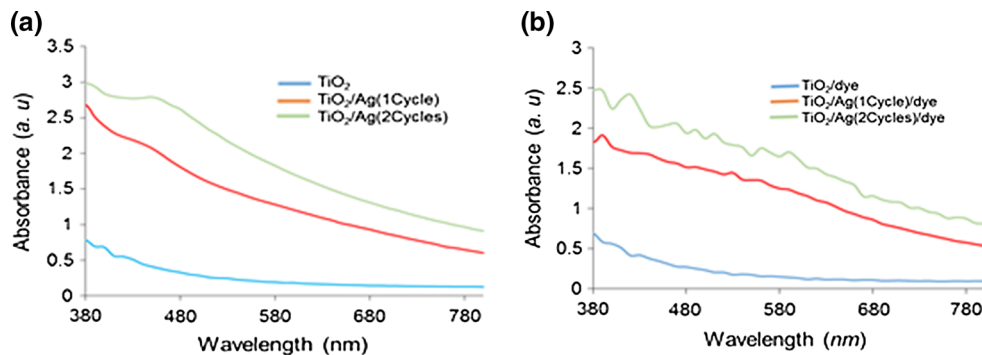 (a)
3.5
3
2.5
2
1.5
1
0.5
0
380
480
580
680
780
Absorbance (a. u)
Wavelength (nm)
TiO₂
TiO₂/Ag(1Cycle)
TiO₂/Ag(2Cycles)
(b)
3
2.5
2
1.5
1
0.5
0
380
480
580
680
780
Absorbance (a. u)
Wavelength (nm)
TiO₂/dye
TiO₂/Ag(1Cycle)/dye
TiO₂/Ag(2Cycles)/dye